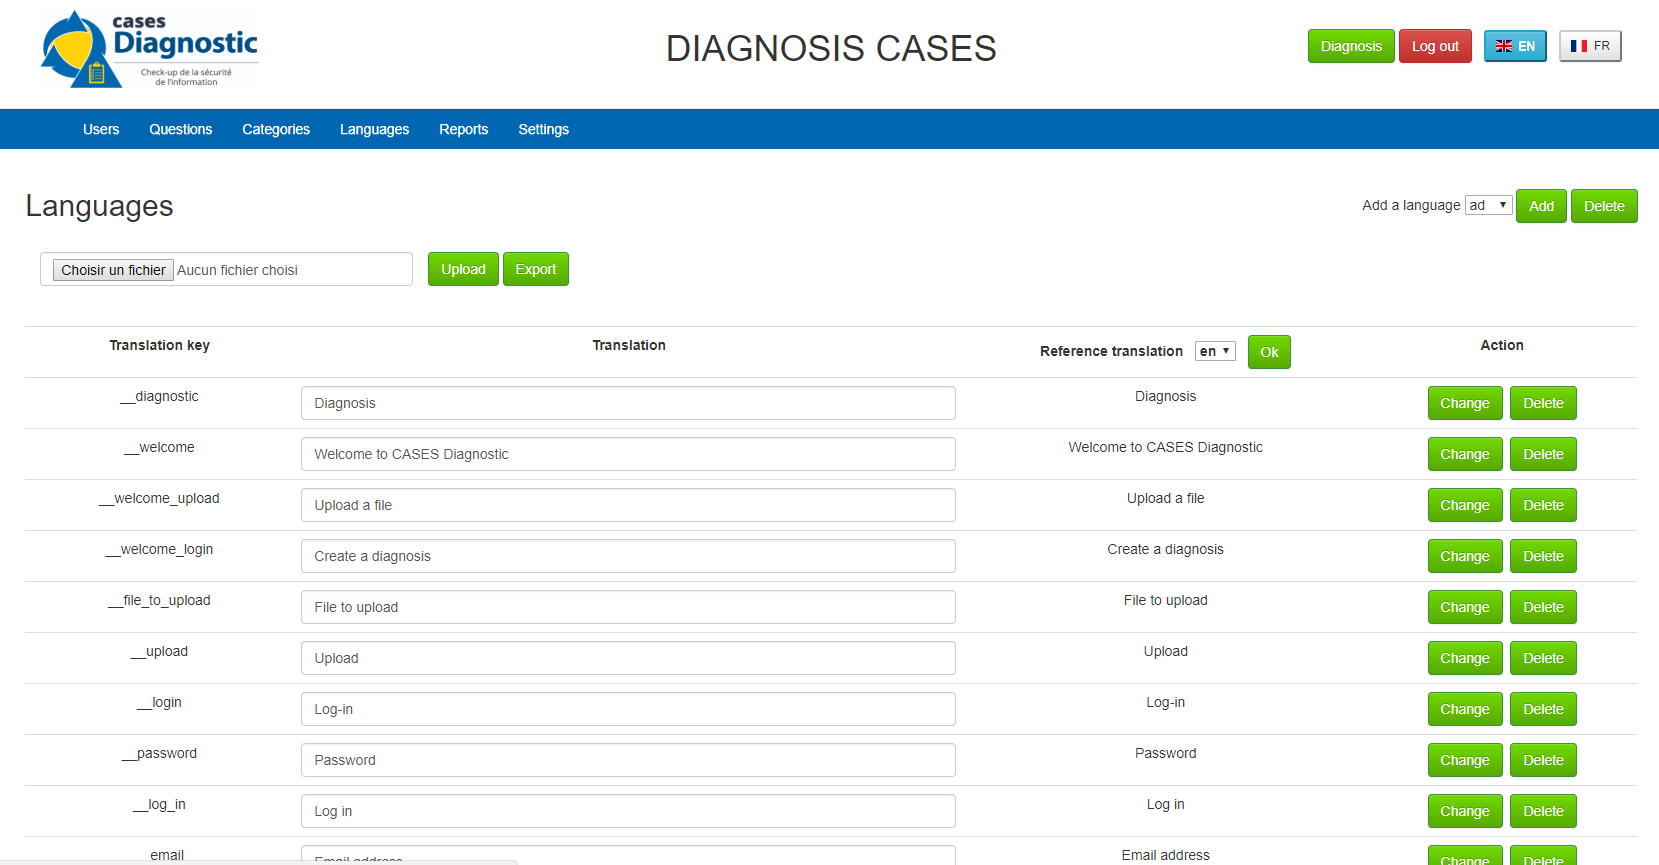 cases
Diagnostic
Check-up de la sécurité
de l'information
DIAGNOSIS CASES
Diagnosis Log out EN FR
Users Questions Categories Languages Reports Settings
Languages
Add a language ad Add Delete
Choisir un fichier Aucun fichier choisi Upload Export
Translation key Translation Reference translation en Ok Action
__diagnostic Diagnosis Diagnosis Change Delete
__welcome Welcome to CASES Diagnostic Welcome to CASES Diagnostic Change Delete
__welcome_upload Upload a file Upload a file Change Delete
__welcome_login Create a diagnosis Create a diagnosis Change Delete
__file_to_upload File to upload File to upload Change Delete
__upload Upload Upload Change Delete
__login Log-in Log-in Change Delete
__password Password Password Change Delete
__log_in Log in Log in Change Delete
email Email address Email address Change Delete